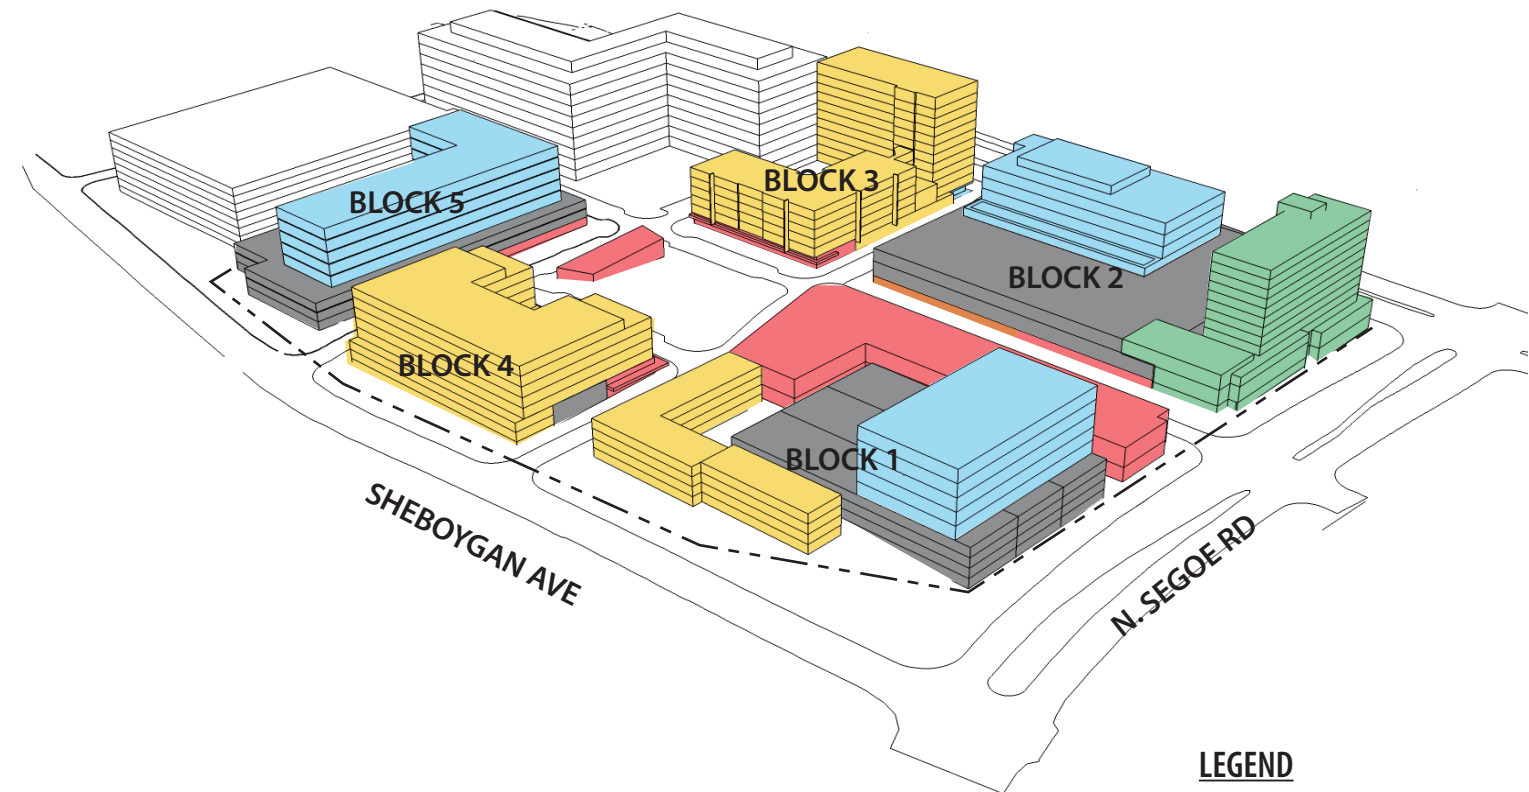 BLOCK 3
BLOCK 5
BLOCK 2
BLOCK 4
BLOCK 1
SHEBOYGAN AVE
N. SEGOE RD
LEGEND